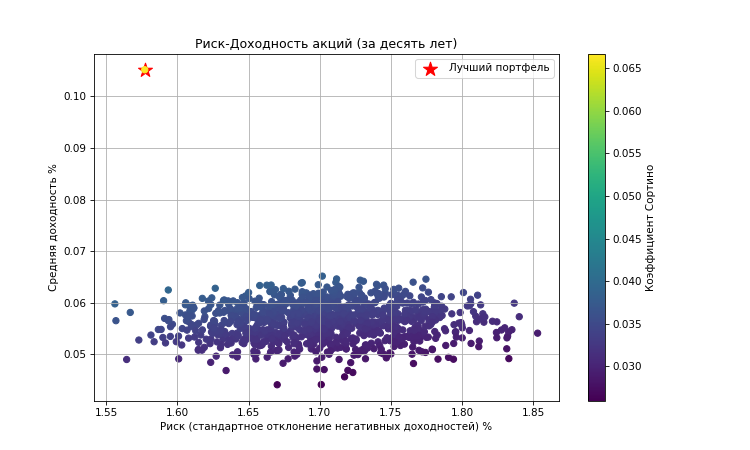 Риск-Доходность акций (за десять лет)
Лучший портфель
0.10
0.09
0.08
0.07
0.06
0.05
Средняя доходность %
1.55 1.60 1.65 1.70 1.75 1.80 1.85
Риск (стандартное отклонение негативных доходностей) %
0.065
0.060
0.055
0.050
0.045
0.040
0.035
0.030
Коэффициент Сортино